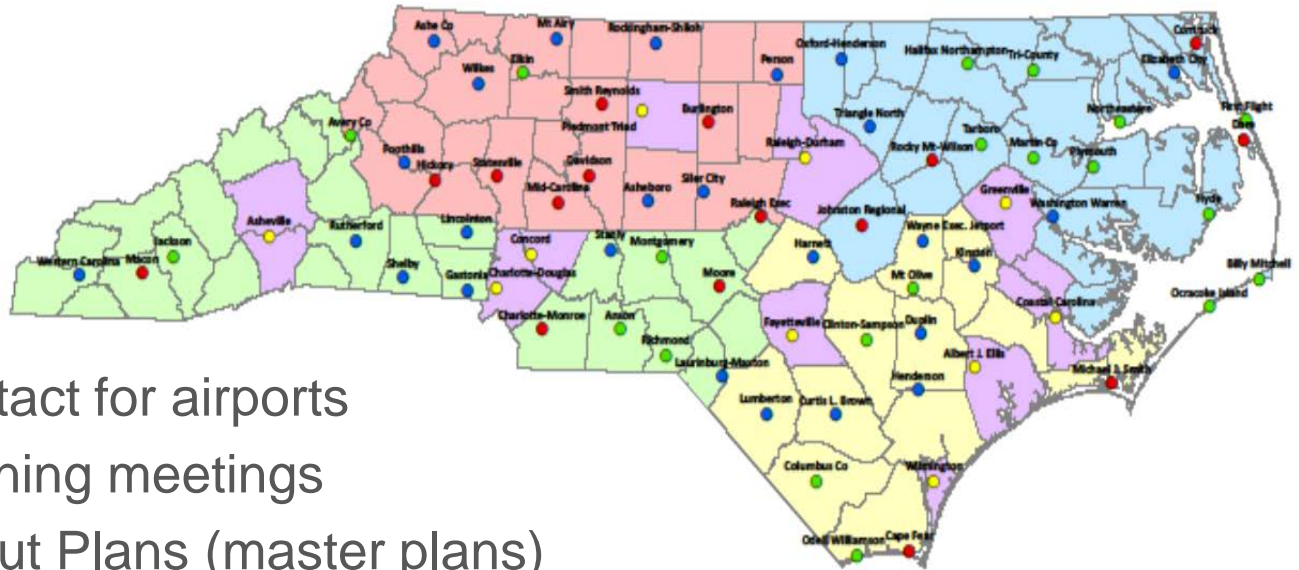 Ashe Co
Mt Airy
Rockingham-Shiloh
Oxford-Henderson
Currituck
Wilkes
Elkin
Person
Halifax Northampton
Tri-County
Elizabeth City
Smith Reynolds
Piedmont Triad
Burlington
Triangle North
Northeastern
First Flight
Dare
Avery Co
Foothills
Hickory
Statesville
Davidson
Raleigh-Durham
Rocky Mt-Wilson
Tarboro
Martin Co
Plymouth
Mid-Carolina
Asheboro
Siler City
Raleigh Exec
Greenville
Washington Warren
Hyde
Asheville
Rutherford
Lincolnton
Concord
Stanly
Montgomery
Johnston Regional
Harnett
Wayne Exec. Jetport
Kinston
Jackson
Western Carolina
Macon
Shelby
Gastonia
Charlotte-Douglas
Moore
Mt Olive
Billy Mitchell
Ocracoke Island
Charlotte-Monroe
Anson
Richmond
Fayetteville
Clinton-Sampson
Duplin
Coastal Carolina
Laurinburg-Maxton
Albert J. Ellis
Michael J. Smith
Henderson
Lumberton
Curtis L. Brown
Columbus Co
Wilmington
Odell Williamson
Cape Fear
tact for airports
ning meetings
ut Plans (master plans)